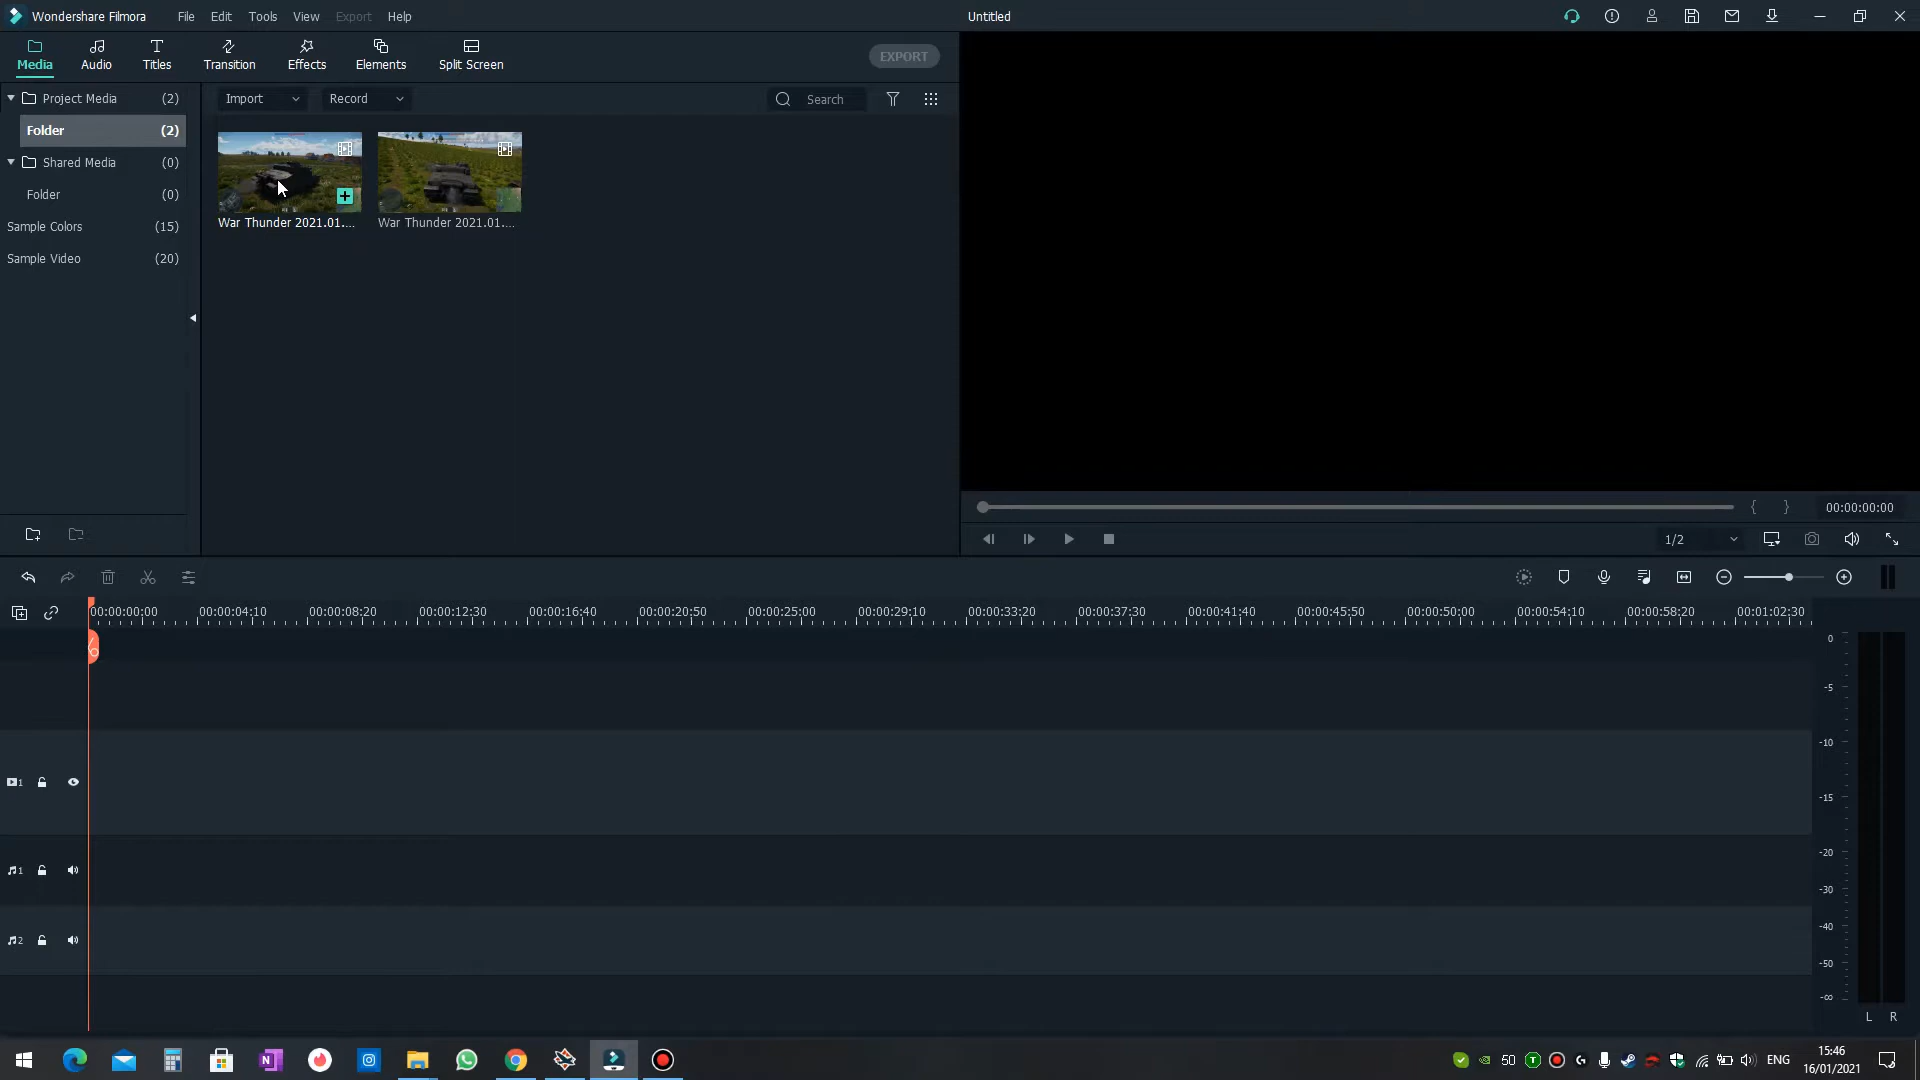 Wondershare Filmora File Edit Tools View Export Help Untitled
Media Audio Titles Transition Effects Elements Split Screen EXPORT
Project Media (2)
Import Record Search
Folder (2)
Shared Media (0)
Folder (0)
Sample Colors (15)
Sample Video (20)
War Thunder 2021.01.... War Thunder 2021.01....
{ } 00:00:00:00
1/2
00:00:00:00 00:00:04:10 00:00:08:20 00:00:12:30 00:00:16:40 00:00:20:50 00:00:25:00 00:00:29:10 00:00:33:20 00:00:37:30 00:00:41:40 00:00:45:50 00:00:50:00 00:00:54:10 00:00:58:20 00:01:02:30
1
1
2
0
-5
-10
-15
-20
-30
-40
-50
-∞
L R
50 ENG 15:46
16/01/2021